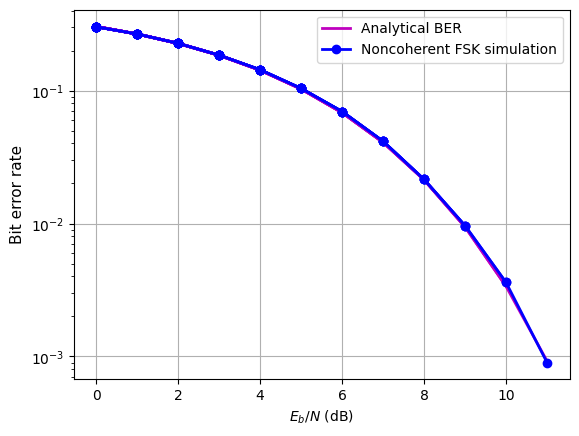 Analytical BER
Noncoherent FSK simulation
10⁻¹
10⁻²
10⁻³
Bit error rate
0 2 4 6 8 10
E_b/N (dB)